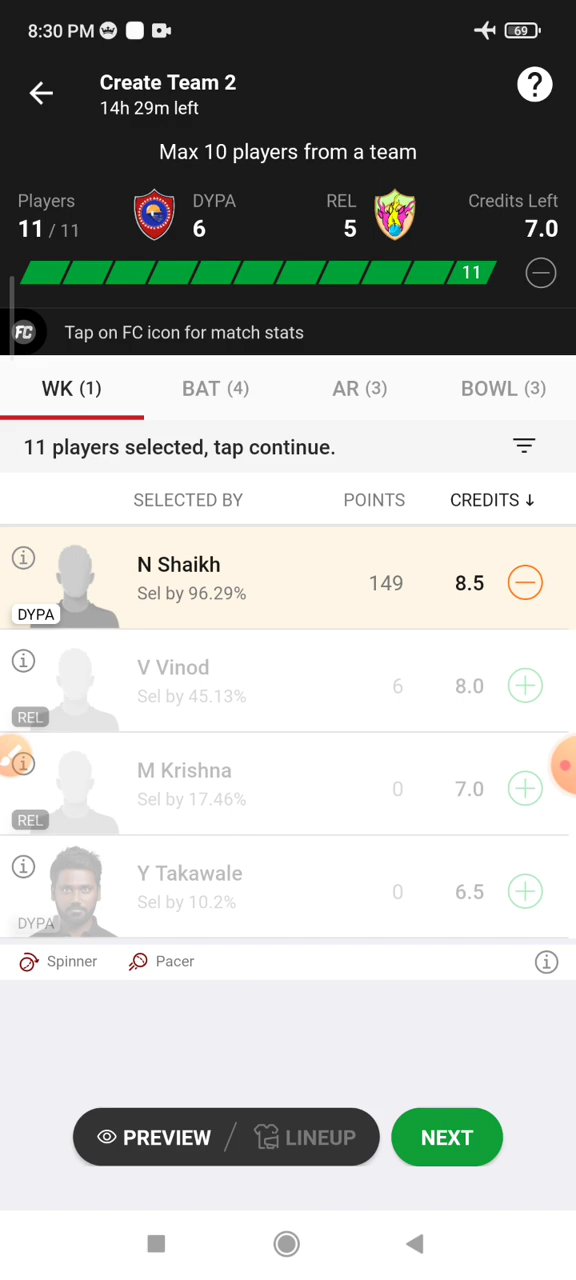 8:30 PM
69
Create Team 2
14h 29m left
?
Max 10 players from a team
Players
11 / 11
DYPA
6
REL
5
Credits Left
7.0
11
FC Tap on FC icon for match stats
WK (1) BAT (4) AR (3) BOWL (3)
11 players selected, tap continue.
SELECTED BY POINTS CREDITS ↓
N Shaikh
Sel by 96.29%
149 8.5
DYPA
V Vinod
Sel by 45.13%
6 8.0
REL
M Krishna
Sel by 17.46%
0 7.0
REL
Y Takawale
Sel by 10.2%
0 6.5
DYPA
Spinner Pacer
PREVIEW / LINEUP NEXT